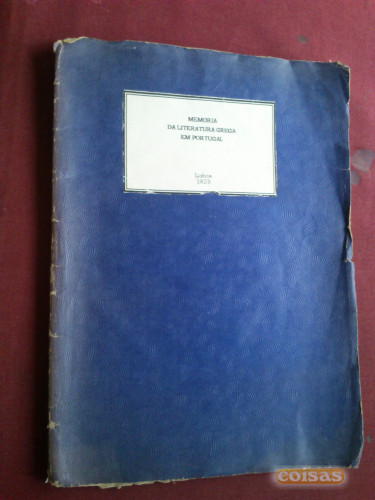 MEMORIA
DA LITERATURA GREGA
EM PORTUGAL
Lisboa
coisas